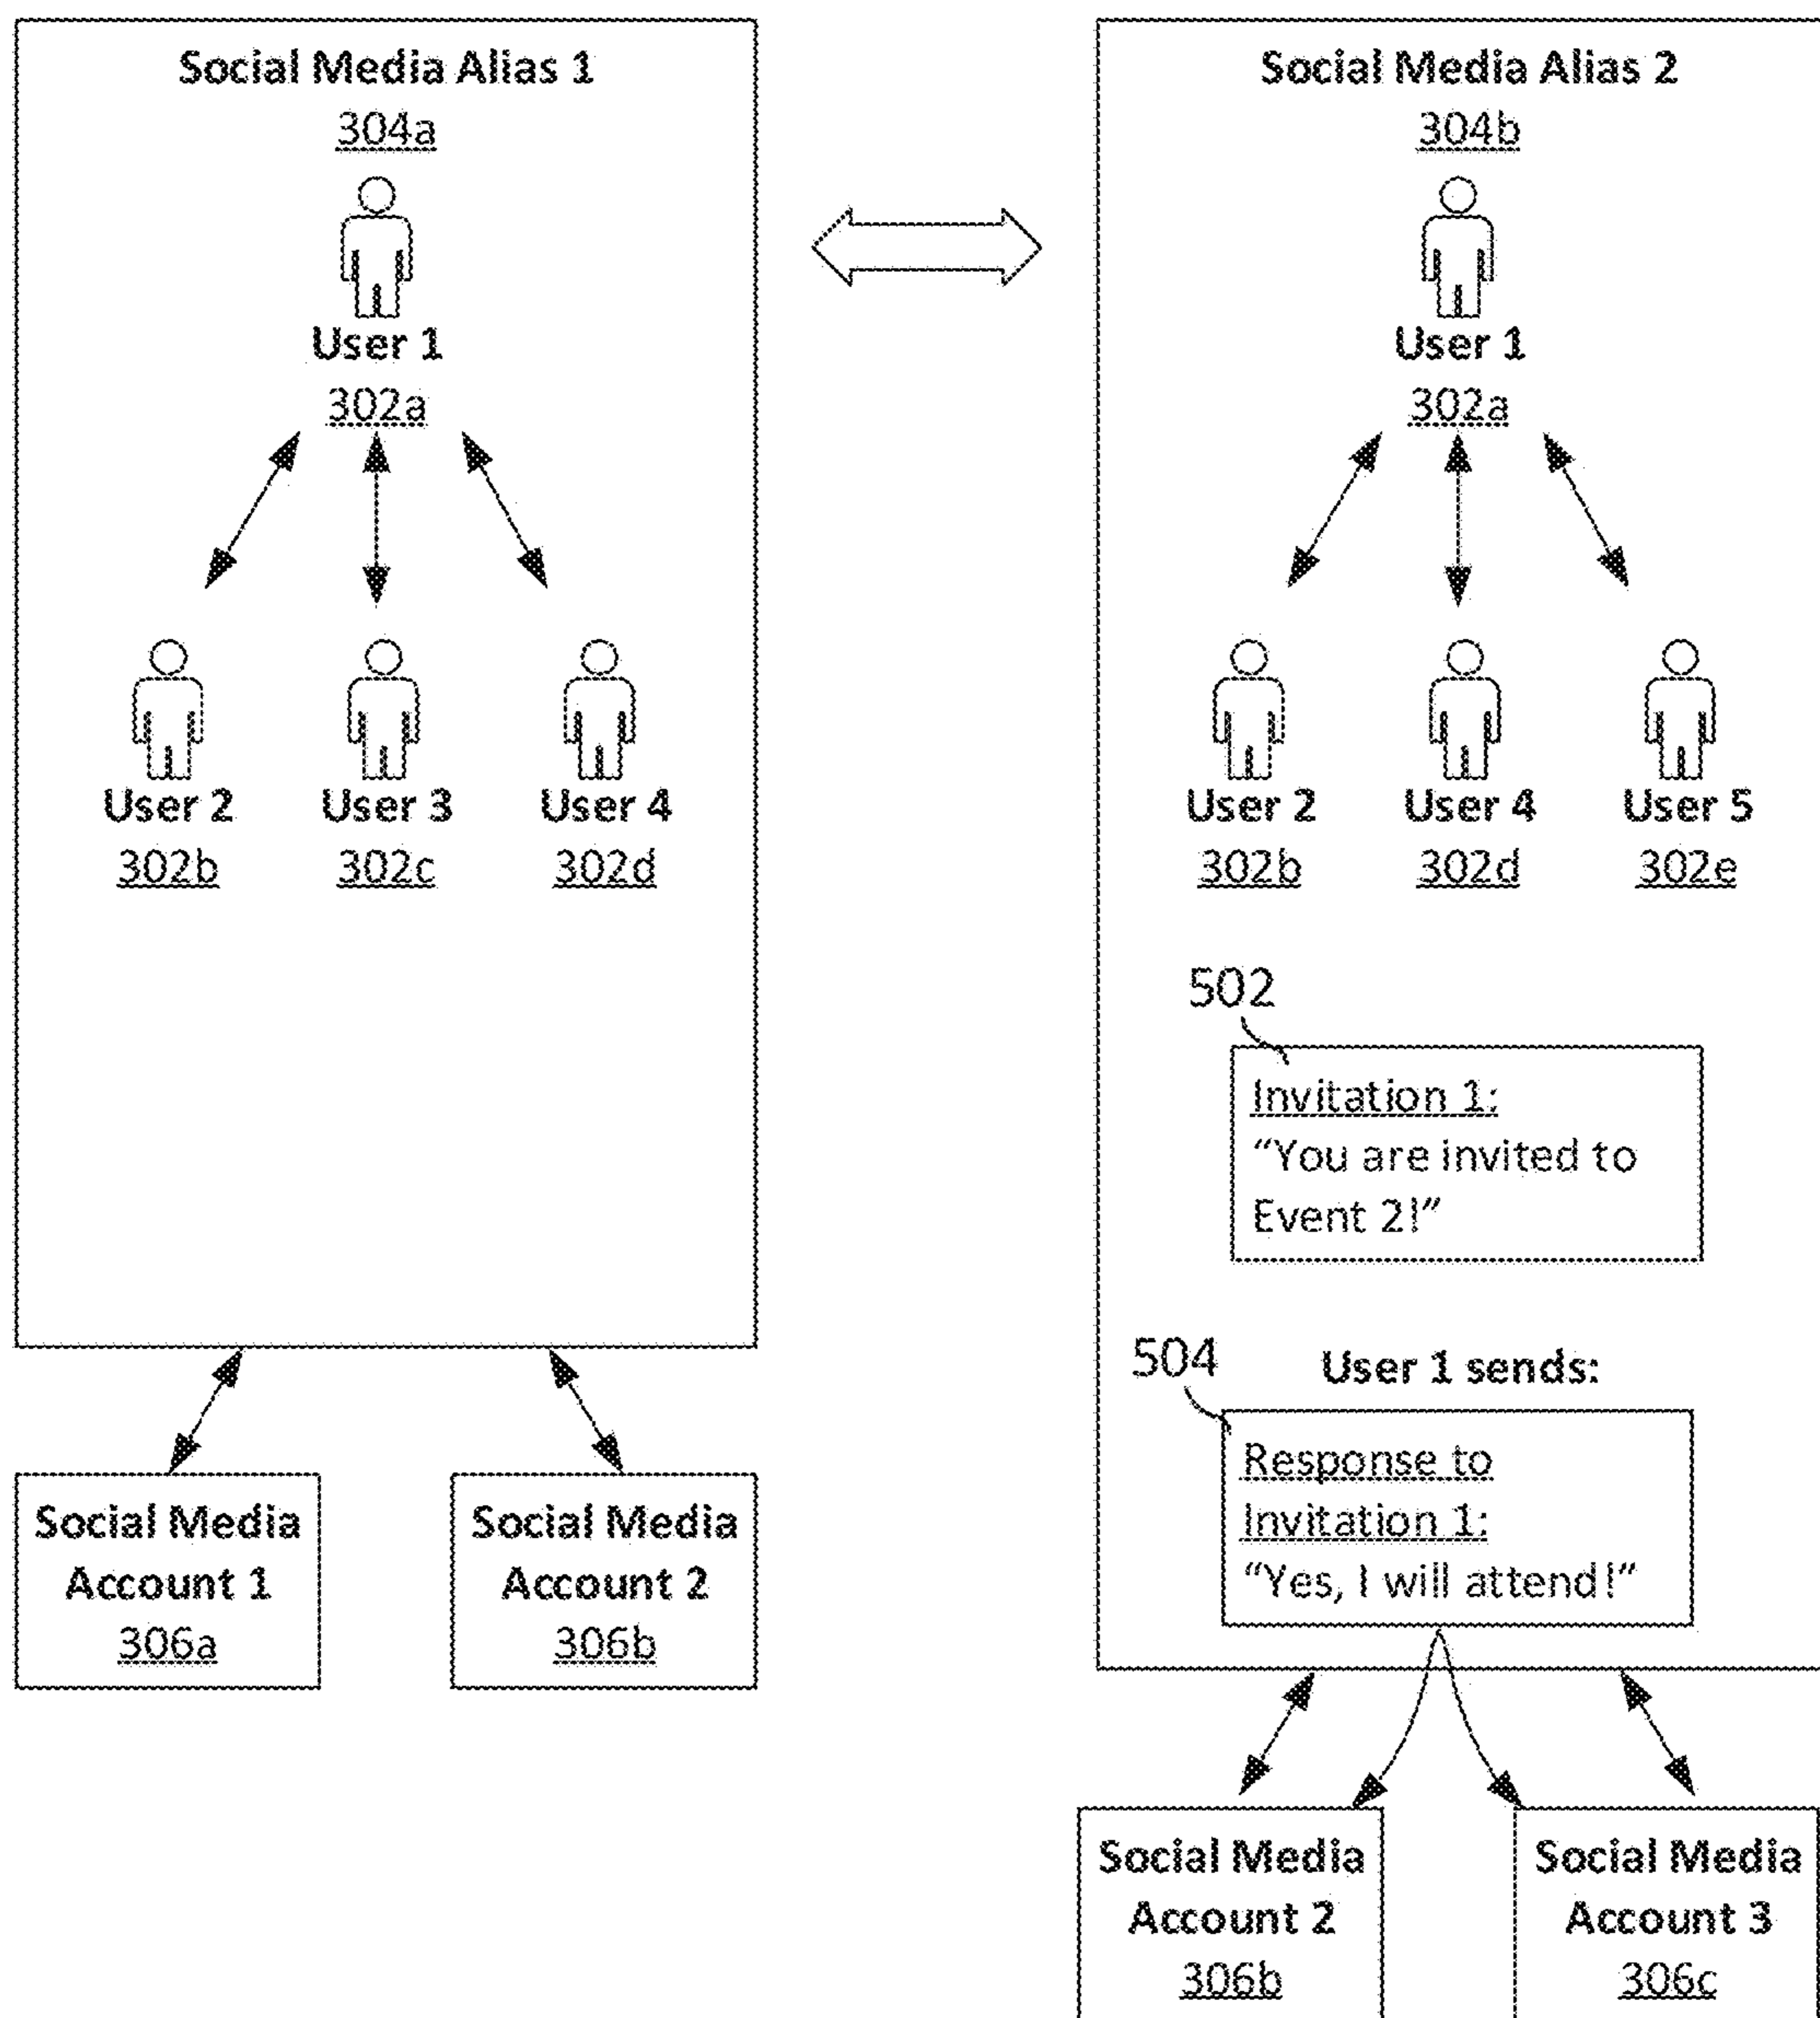 Social Media Alias 1
304a
User 1
302a
User 2
302b
User 3
302c
User 4
302d
Social Media
Account 1
306a
Social Media
Account 2
306b
Social Media Alias 2
304b
User 1
302a
User 2
302b
User 4
302d
User 5
302e
502
Invitation 1:
“You are invited to
Event 2!”
504
User 1 sends:
Response to
Invitation 1:
“Yes, I will attend!”
Social Media
Account 2
306b
Social Media
Account 3
306c